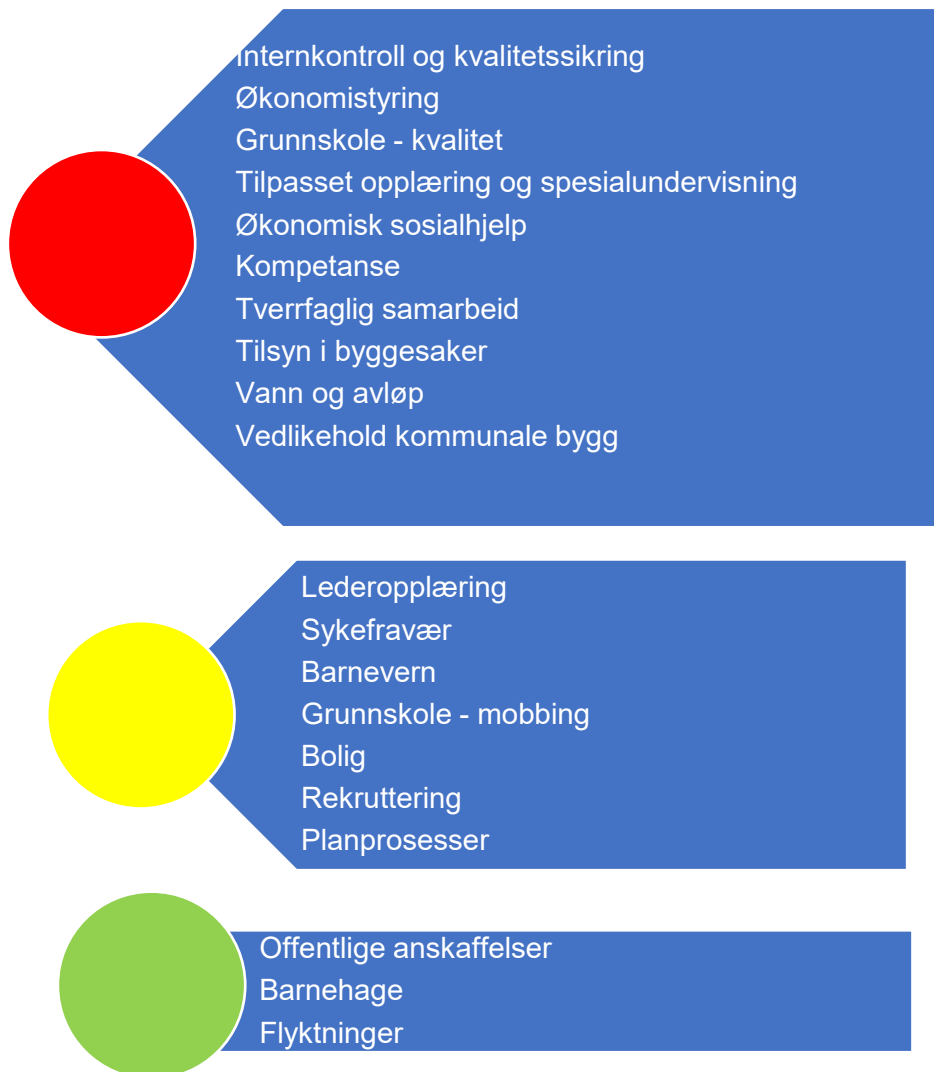 Internkontroll og kvalitetssikring
Økonomistyring
Grunnskole - kvalitet
Tilpasset opplæring og spesialundervisning
Økonomisk sosialhjelp
Kompetanse
Tverrfaglig samarbeid
Tilsyn i byggesaker
Vann og avløp
Vedlikehold kommunale bygg
Lederopplæring
Sykefravær
Barnevern
Grunnskole - mobbing
Bolig
Rekruttering
Planprosesser
Offentlige anskaffelser
Barnehage
Flyktninger